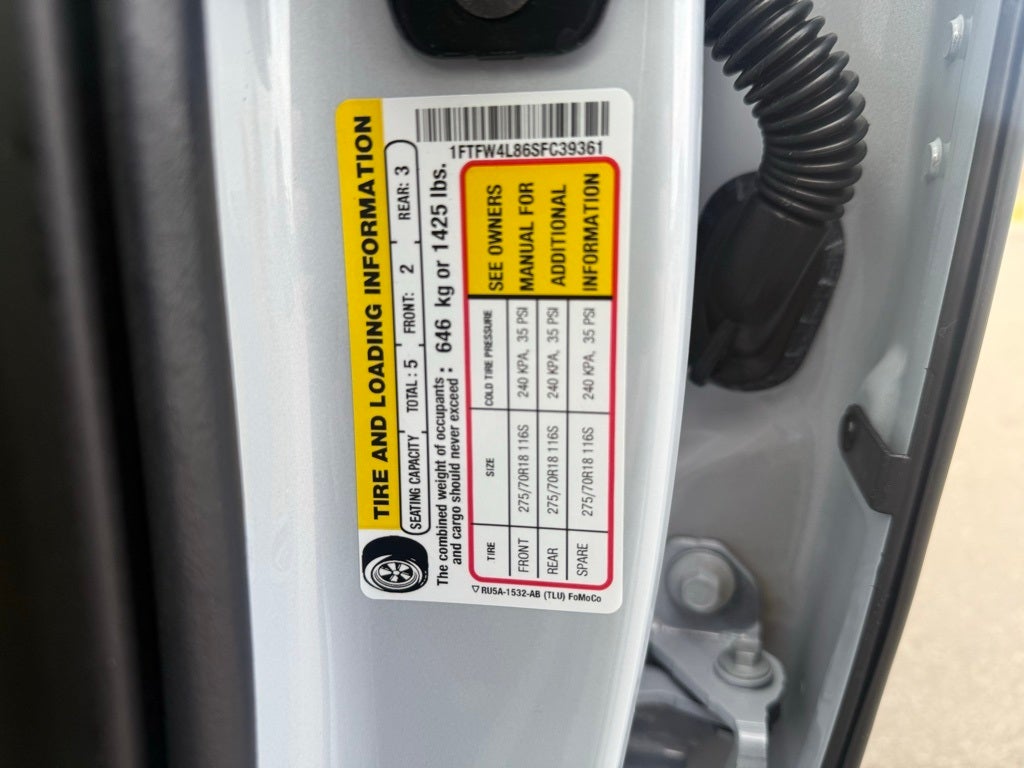 TIRE AND LOADING INFORMATION
SEATING CAPACITY TOTAL : 5 FRONT: 2 REAR: 3
The combined weight of occupants
and cargo should never exceed : 646 kg or 1425 lbs.
TIRE SIZE COLD TIRE PRESSURE
FRONT 275/70R18 116S 240 KPA, 35 PSI
REAR 275/70R18 116S 240 KPA, 35 PSI
SPARE 275/70R18 116S 240 KPA, 35 PSI
SEE OWNERS
MANUAL FOR
ADDITIONAL
INFORMATION
1FTFW4L86SFC39361
RU5A-1532-AB (TLU) FoMoCo